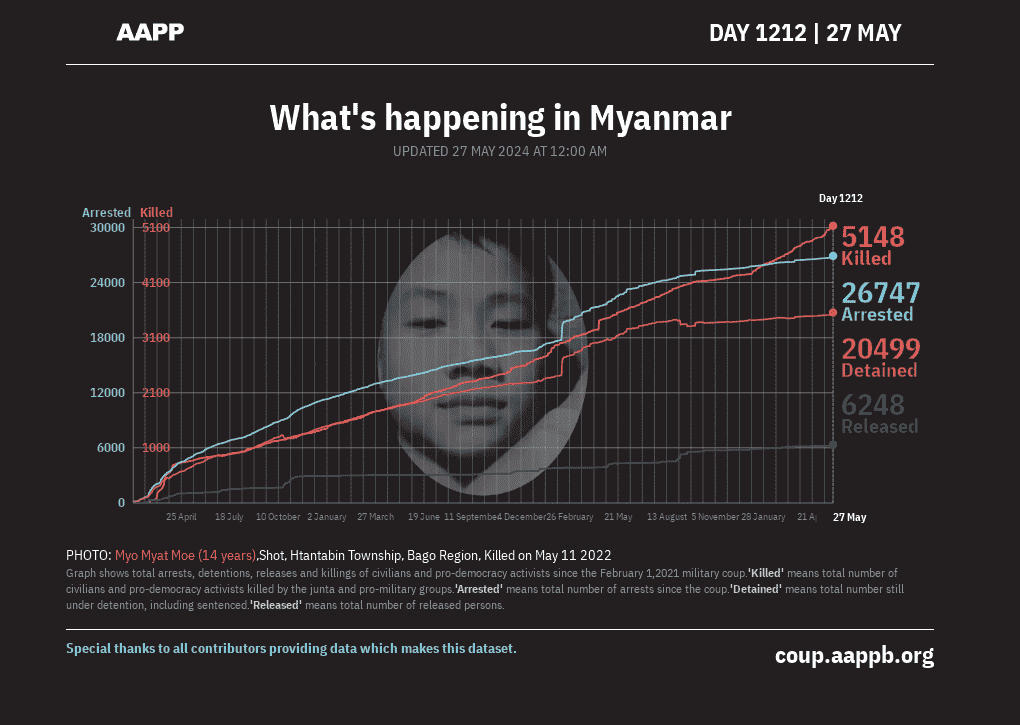 AAPP
DAY 1212 | 27 MAY
What's happening in Myanmar
UPDATED 27 MAY 2024 AT 12:00 AM
Day 1212
Arrested Killed
30000 5100
24000 4100
18000 3100
12000 2100
6000 1000
0
5148
Killed
26747
Arrested
20499
Detained
6248
Released
25 April 18 July 10 October 2 January 27 March 19 June 11 September 4 December 26 February 21 May 13 August 5 November 28 January 21 27 May
PHOTO: Myo Myat Moe (14 years),Shot, Htantabin Township, Bago Region, Killed on May 11 2022
Graph shows total arrests, detentions, releases and killings of civilians and pro-democracy activists since the February 1,2021 military coup.'Killed' means total number of
civilians and pro-democracy activists killed by the junta and pro-military groups.'Arrested' means total number of arrests since the coup.'Detained' means total number still
under detention, including sentenced.'Released' means total number of released persons.
Special thanks to all contributors providing data which makes this dataset.
coup.aappb.org